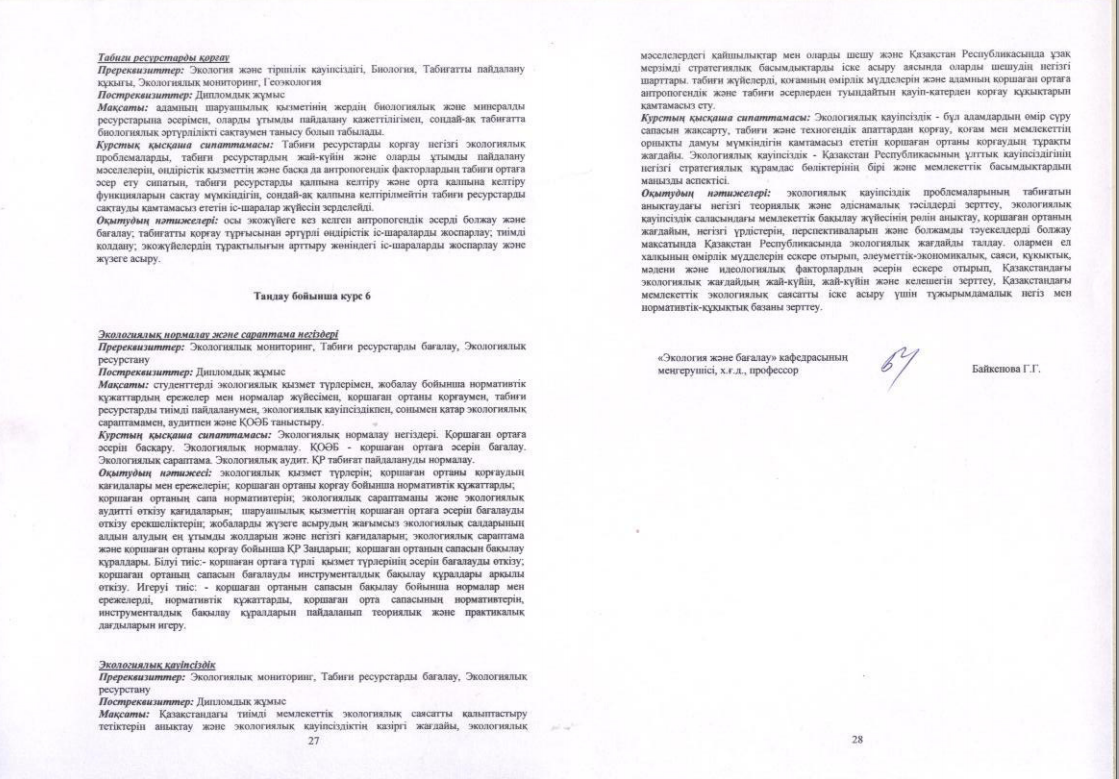 Табиғи ресурстарды қорғау
Пререквизиттер: Экология және тіршілік қауіпсіздігі, Биология, Табиғатты пайдалану
құқығы, Экологиялық мониторинг, Геоэкология
Постреквизиттер: Дипломдық жұмыс
Мақсаты: адамның шаруашылық қызметінің жердің биологиялық және минералды
ресурстарына әсерімен, оларды ұтымды пайдалану қажеттілігімен, сондай-ақ табиғатта
биологиялық әртүрлілікті сақтаумен танысу болып табылады.
Курстың қысқаша сипаттамасы: Табиғи ресурстарды қорғау негізгі экологиялық
проблемаларды, табиғи ресурстардың жай-күйін және оларды ұтымды пайдалану
мәселелерін, өндірістік қызметтің және басқа да антропогендік факторлардың табиғи ортаға
әсер ету сипатын, табиғи ресурстарды қалпына келтіру және орта қалпына келтіру
функцияларын сақтау мүмкіндігін, сондай-ақ қалпына келтірілмейтін табиғи ресурстарды
сақтауды қамтамасыз ететін іс-шаралар жүйесін зерделейді.
Оқытудың нәтижелері: осы экожүйеге кез келген антропогендік әсерді болжау және
бағалау; табиғатты қорғау тұрғысынан әртүрлі өндірістік іс-шараларды жоспарлау; тиімді
қолдану; экожүйелердің тұрақтылығын арттыру жөніндегі іс-шараларды жоспарлау және
жүзеге асыру.
Таңдау бойынша курс 6
Экологиялық нормалау және сараптама негіздері
Пререквизиттер: Экологиялық мониторинг, Табиғи ресурстарды бағалау, Экологиялық
ресурстану
Постреквизиттер: Дипломдық жұмыс
Мақсаты: студенттерді экологиялық қызмет түрлерімен, жобалау бойынша нормативтік
құжаттардың ережелер мен нормалар жүйесімен, қоршаған ортаны қорғаумен, табиғи
ресурстарды тиімді пайдаланумен, экологиялық қауіпсіздікпен, сонымен қатар экологиялық
сараптамамен, аудитпен және ҚОӘБ таныстыру.
Курстың қысқаша сипаттамасы: Экологиялық нормалау негіздері. Қоршаған ортаға
әсерін басқару. Экологиялық нормалау. ҚОӘБ - қоршаған ортаға әсерін бағалау.
Экологиялық сараптама. Экологиялық аудит. ҚР табиғат пайдалануды нормалау.
Оқытудың нәтижесі: экологиялық қызмет түрлерін; қоршаған ортаны қорғаудың
қағидалары мен ережелерін; қоршаған ортаны қорғау бойынша нормативтік құжаттарды;
қоршаған ортаның сапа нормативтерін; экологиялық сараптаманы және экологиялық
аудитті өткізу қағидаларын; шаруашылық қызметтің қоршаған ортаға әсерін бағалауды
өткізу ерекшеліктерін; жобаларды жүзеге асырудың жағымсыз экологиялық салдарының
алдын алудың ең ұтымды жолдарын және негізгі қағидаларын; экологиялық сараптама
және қоршаған ортаны қорғау бойынша ҚР Заңдарын; қоршаған ортаның сапасын бақылау
құралдары. Білуі тиіс:- қоршаған ортаға түрлі қызмет түрлерінің әсерін бағалауды өткізу;
қоршаған ортаның сапасын бағалауды инструменталдық бақылау құралдары арқылы
өткізу. Игеруі тиіс: - қоршаған ортанын сапасын бақылау бойынша нормалар мен
ережелерді, нормативтік құжаттарды, қоршаған орта сапасының нормативтерін,
инструменталдық бақылау құралдарын пайдаланып теориялық және практикалық
дағдыларын игеру.
Экологиялық қауіпсіздік
Пререквизиттер: Экологиялық мониторинг, Табиғи ресурстарды бағалау, Экологиялық
ресурстану
Постреквизиттер: Дипломдық жұмыс
Мақсаты: Қазақстандағы тиімді мемлекеттік экологиялық саясатты қалыптастыру
тетіктерін анықтау және экологиялық қауіпсіздіктің қазіргі жағдайы, экологиялық
27
мәселелердегі қайшылықтар мен оларды шешу және Қазақстан Республикасында ұзақ
мерзімді стратегиялық басымдықтарды іске асыру аясында оларды шешудің негізгі
шарттары. табиғи жүйелерді, қоғамның өмірлік мүдделерін және адамның қоршаған ортаға
антропогендік және табиғи әсерлерден туындайтын қауіп-қатерден қорғау құқықтарын
қамтамасыз ету.
Курстың қысқаша сипаттамасы: Экологиялық қауіпсіздік - бұл адамдардың өмір сүру
сапасын жақсарту, табиғи және техногендік апаттардан қорғау, қоғам мен мемлекеттің
орнықты дамуы мүмкіндігін қамтамасыз ететін қоршаған ортаны қорғаудың тұрақты
жағдайы. Экологиялық қауіпсіздік - Қазақстан Республикасының ұлттық қауіпсіздігінің
негізгі стратегиялық құрамдас бөліктерінің бірі және мемлекеттік басымдықтардың
маңызды аспектісі.
Оқытудың нәтижелері: экологиялық қауіпсіздік проблемаларының табиғатын
анықтаудағы негізгі теориялық және әдіснамалық тәсілдерді зерттеу, экологиялық
қауіпсіздік саласындағы мемлекеттік бақылау жүйесінің рөлін анықтау, қоршаған ортаның
жағдайын, негізгі үрдістерін, перспективаларын және болжамды тәуекелдерді болжау
мақсатында Қазақстан Республикасында экологиялық жағдайды талдау. олармен ел
халқының өмірлік мүдделерін ескере отырып, әлеуметтік-экономикалық, саяси, құқықтық,
мәдени және идеологиялық факторлардың әсерін ескере отырып, Қазақстандағы
экологиялық жағдайдың жай-күйін, жай-күйін және келешегін зерттеу, Қазақстандағы
мемлекеттік экологиялық саясатты іске асыру үшін тұжырымдамалық негіз мен
нормативтік-құқықтық базаны зерттеу.
«Экология және бағалау» кафедрасының
меңгерушісі, х.ғ.д., профессор Байкенова Г.Г.
28